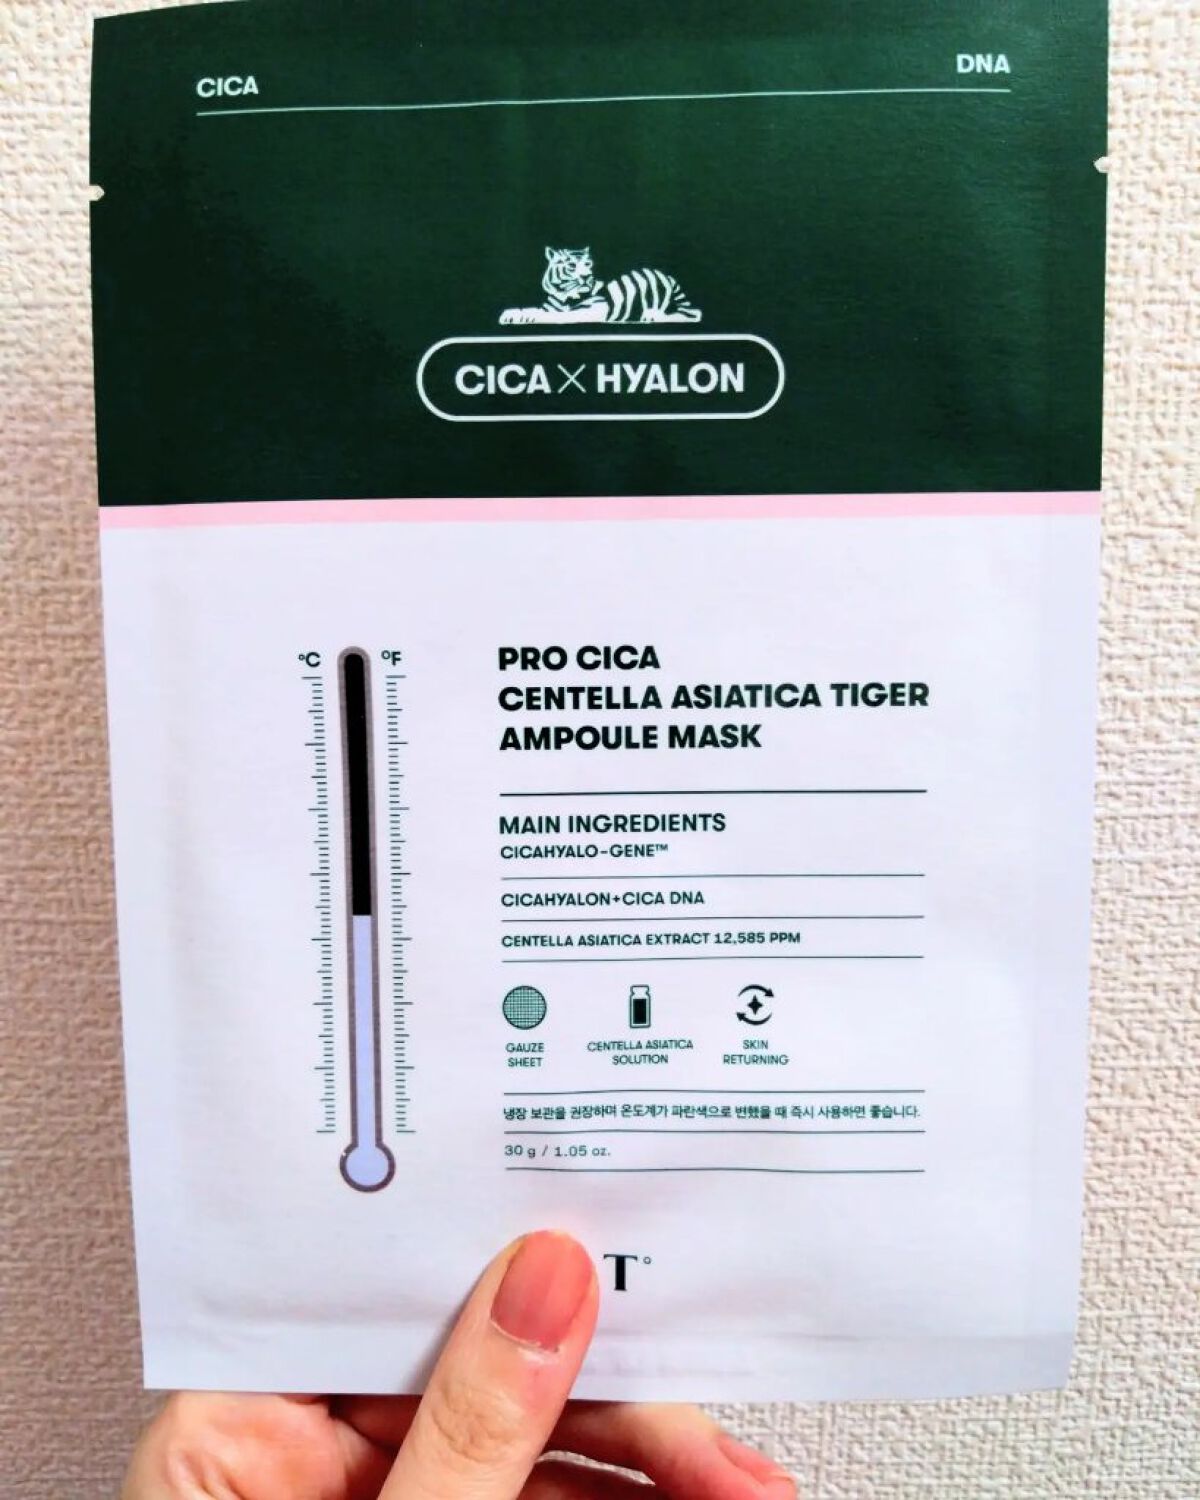 CICA
DNA
CICA × HYALON
°C
°F
PRO CICA
CENTELLA ASIATICA TIGER
AMPOULE MASK
MAIN INGREDIENTS
CICAHYALO-GENE™
CICAHYALON+CICA DNA
CENTELLA ASIATICA EXTRACT 12,585 PPM
GAUZE
SHEET
CENTELLA ASIATICA
SOLUTION
SKIN
RETURNING
냉장 보관을 권장하며 온도계가 파란색으로 변했을 때 즉시 사용하면 좋습니다.
30 g / 1.05 oz.
T°